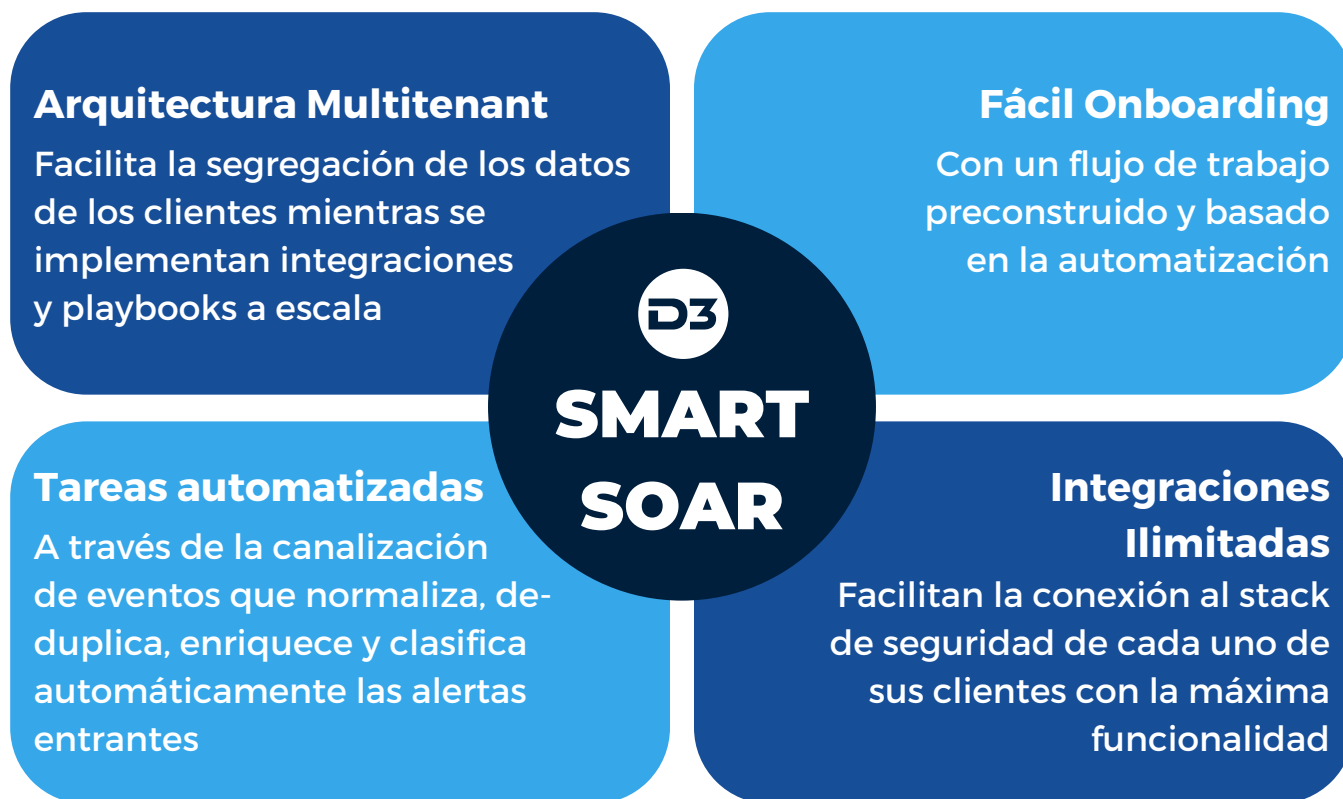 Arquitectura Multitenant
Facilita la segregación de los datos
de los clientes mientras se
implementan integraciones
y playbooks a escala
Fácil Onboarding
Con un flujo de trabajo
preconstruido y basado
en la automatización
D3
SMART
SOAR
Tareas automatizadas
A través de la canalización
de eventos que normaliza, de-
duplica, enriquece y clasifica
automáticamente las alertas
entrantes
Integraciones
Ilimitadas
Facilitan la conexión al stack
de seguridad de cada uno de
sus clientes con la máxima
funcionalidad